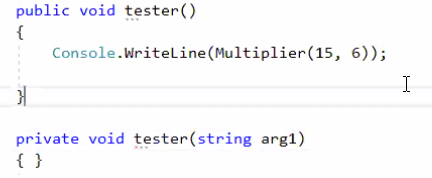 public void tester()
{
Console.WriteLine(Multiplier(15, 6));
}
private void tester(string arg1)
{ }